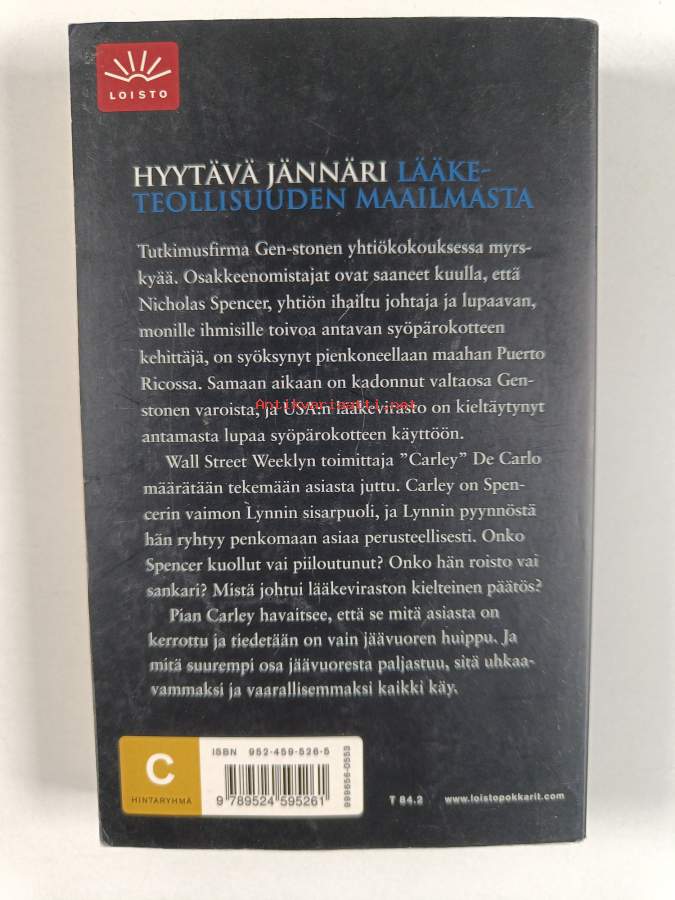 LOISTO
HYYTÄVÄ JÄNNÄRI LÄÄKE-
TEOLLISUUDEN MAAILMASTA
Tutkimusfirma Gen-stonen yhtiökokouksessa myrs-
kyää. Osakkeenomistajat ovat saaneet kuulla, että
Nicholas Spencer, yhtiön ihailtu johtaja ja lupaavan,
monille ihmisille toivoa antavan syöpärokotteen
kehittäjä, on syöksynyt pienkoneellaan maahan Puerto
Ricossa. Samaan aikaan on kadonnut valtaosa Gen-
stonen varoista, ja USA:n lääkevirasto on kieltäytynyt
Antikvariaatti.net
antamasta lupaa syöpärokotteen käyttöön.
Wall Street Weeklyn toimittaja ”Carley” De Carlo
määrätään tekemään asiasta juttu. Carley on Spen-
cerin vaimon Lynnin sisarpuoli, ja Lynnin pyynnöstä
hän ryhtyy penkomaan asiaa perusteellisesti. Onko
Spencer kuollut vai piiloutunut? Onko hän roisto vai
sankari? Mistä johtui lääkeviraston kielteinen päätös?
Pian Carley havaitsee, että se mitä asiasta on
kerrottu ja tiedetään on vain jäävuoren huippu. Ja
mitä suurempi osa jäävuoresta paljastuu, sitä uhkaa-
vammaksi ja vaarallisemmaksi kaikki käy.
C
HINTARYHMÄ
ISBN 952-459-526-5
9 789524 595261
999656-0553
T 84.2
www.loistopokkarit.com